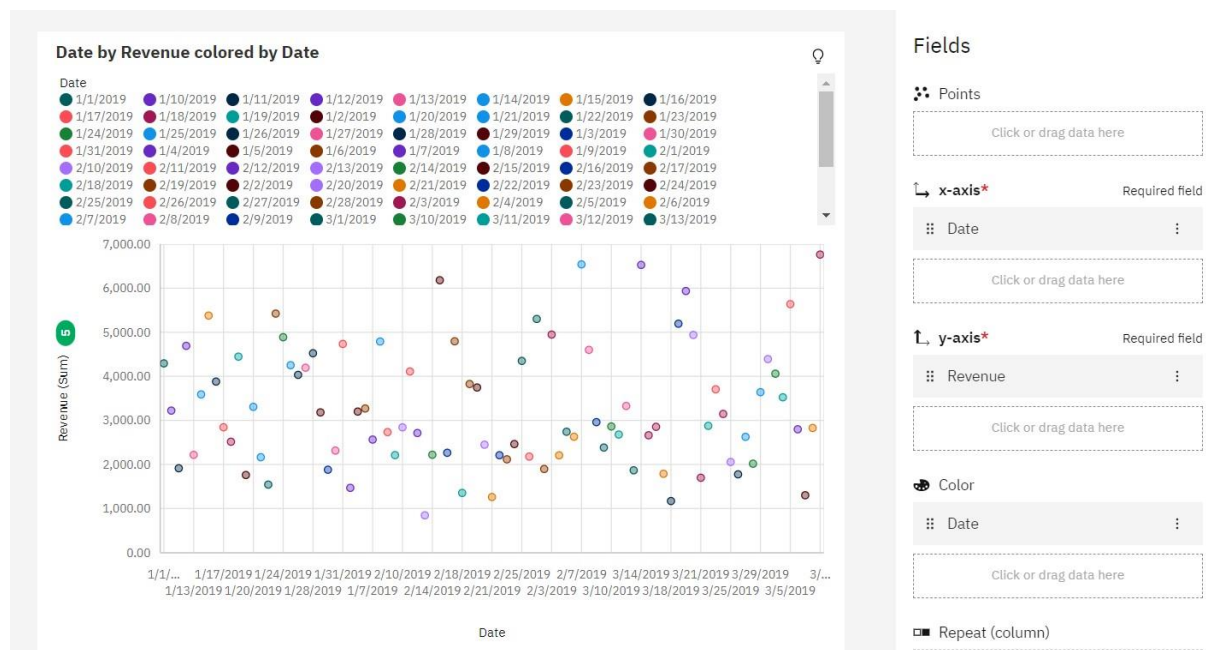 Date by Revenue colored by Date
Date
1/1/2019 1/10/2019 1/11/2019 1/12/2019 1/13/2019 1/14/2019 1/15/2019 1/16/2019
1/17/2019 1/18/2019 1/19/2019 1/2/2019 1/20/2019 1/21/2019 1/22/2019 1/23/2019
1/24/2019 1/25/2019 1/26/2019 1/27/2019 1/28/2019 1/29/2019 1/3/2019 1/30/2019
1/31/2019 1/4/2019 1/5/2019 1/6/2019 1/7/2019 1/8/2019 1/9/2019 2/1/2019
2/10/2019 2/11/2019 2/12/2019 2/13/2019 2/14/2019 2/15/2019 2/16/2019 2/17/2019
2/18/2019 2/19/2019 2/2/2019 2/20/2019 2/21/2019 2/22/2019 2/23/2019 2/24/2019
2/25/2019 2/26/2019 2/27/2019 2/28/2019 2/3/2019 2/4/2019 2/5/2019 2/6/2019
2/7/2019 2/8/2019 2/9/2019 3/1/2019 3/10/2019 3/11/2019 3/12/2019 3/13/2019
7,000.00
6,000.00
5,000.00
4,000.00
3,000.00
2,000.00
1,000.00
0.00
5
Revenue (Sum)
1/1/... 1/17/2019 1/24/2019 1/31/2019 2/10/2019 2/18/2019 2/25/2019 2/7/2019 3/14/2019 3/21/2019 3/29/2019 3/...
1/13/2019 1/20/2019 1/28/2019 1/7/2019 2/14/2019 2/21/2019 2/3/2019 3/10/2019 3/18/2019 3/25/2019 3/5/2019
Date
Fields
Points
Click or drag data here
x-axis* Required field
Date
Click or drag data here
y-axis* Required field
Revenue
Click or drag data here
Color
Date
Click or drag data here
Repeat (column)